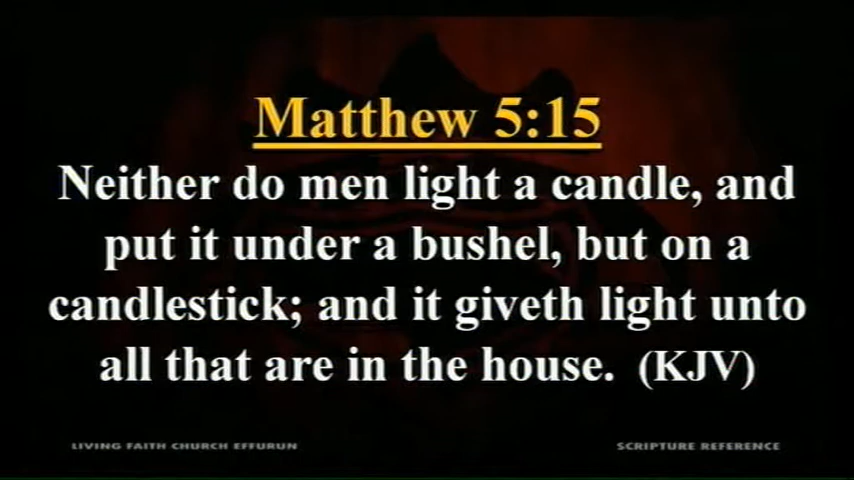 Matthew 5:15
Neither do men light a candle, and
put it under a bushel, but on a
candlestick; and it giveth light unto
all that are in the house. (KJV)
LIVING FAITH CHURCH EFFURUN
SCRIPTURE REFERENCE